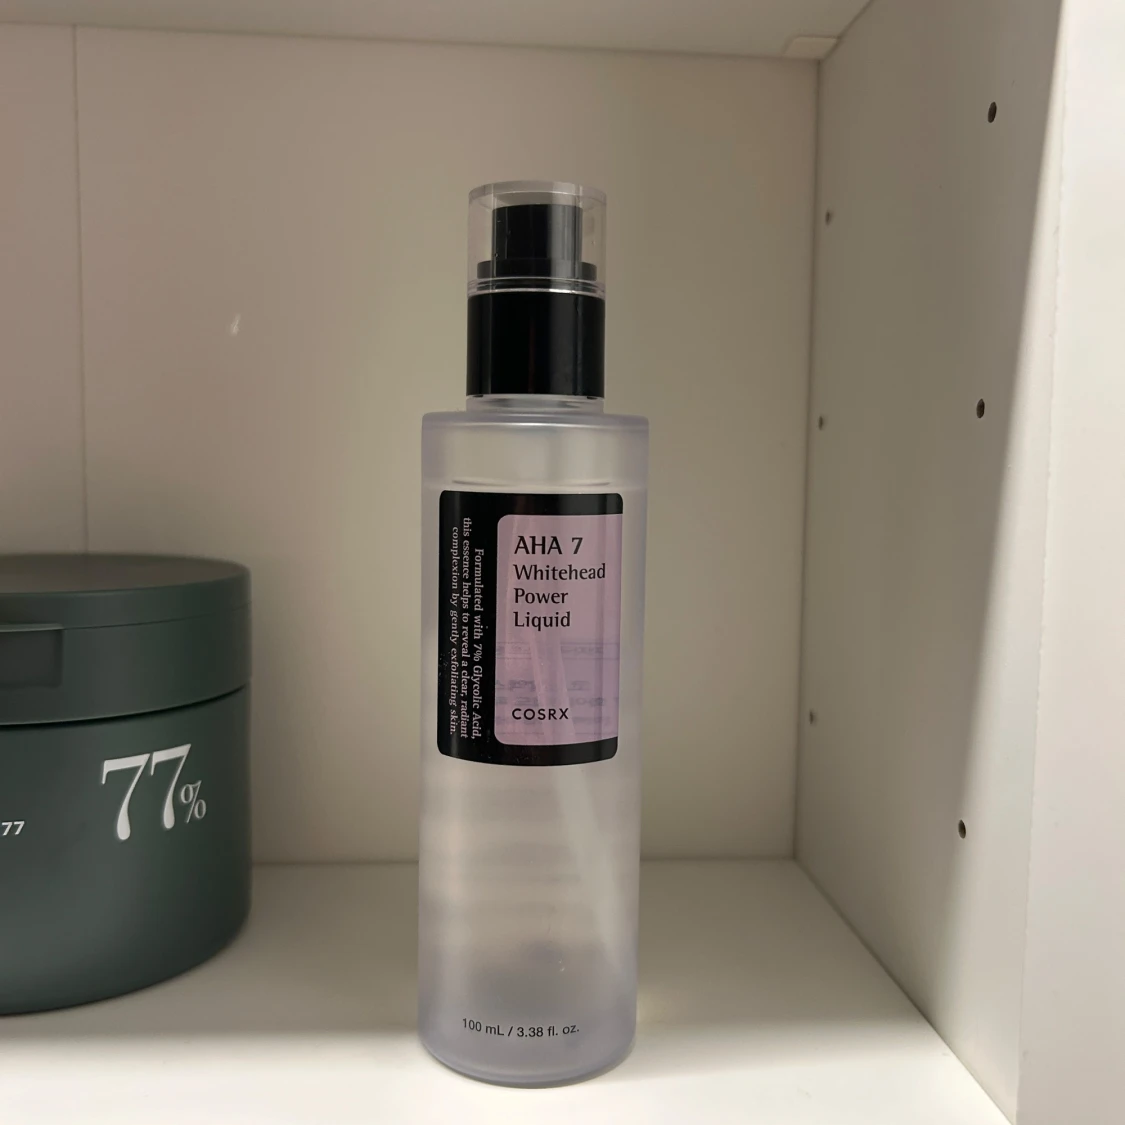 AHA 7
Whitehead
Power
Liquid
COSRX
Formulated with 7% Glycolic Acid,
this essence helps to reveal a clear, radiant
complexion by gently exfoliating skin.
100 mL / 3.38 fl. oz.
77%
77